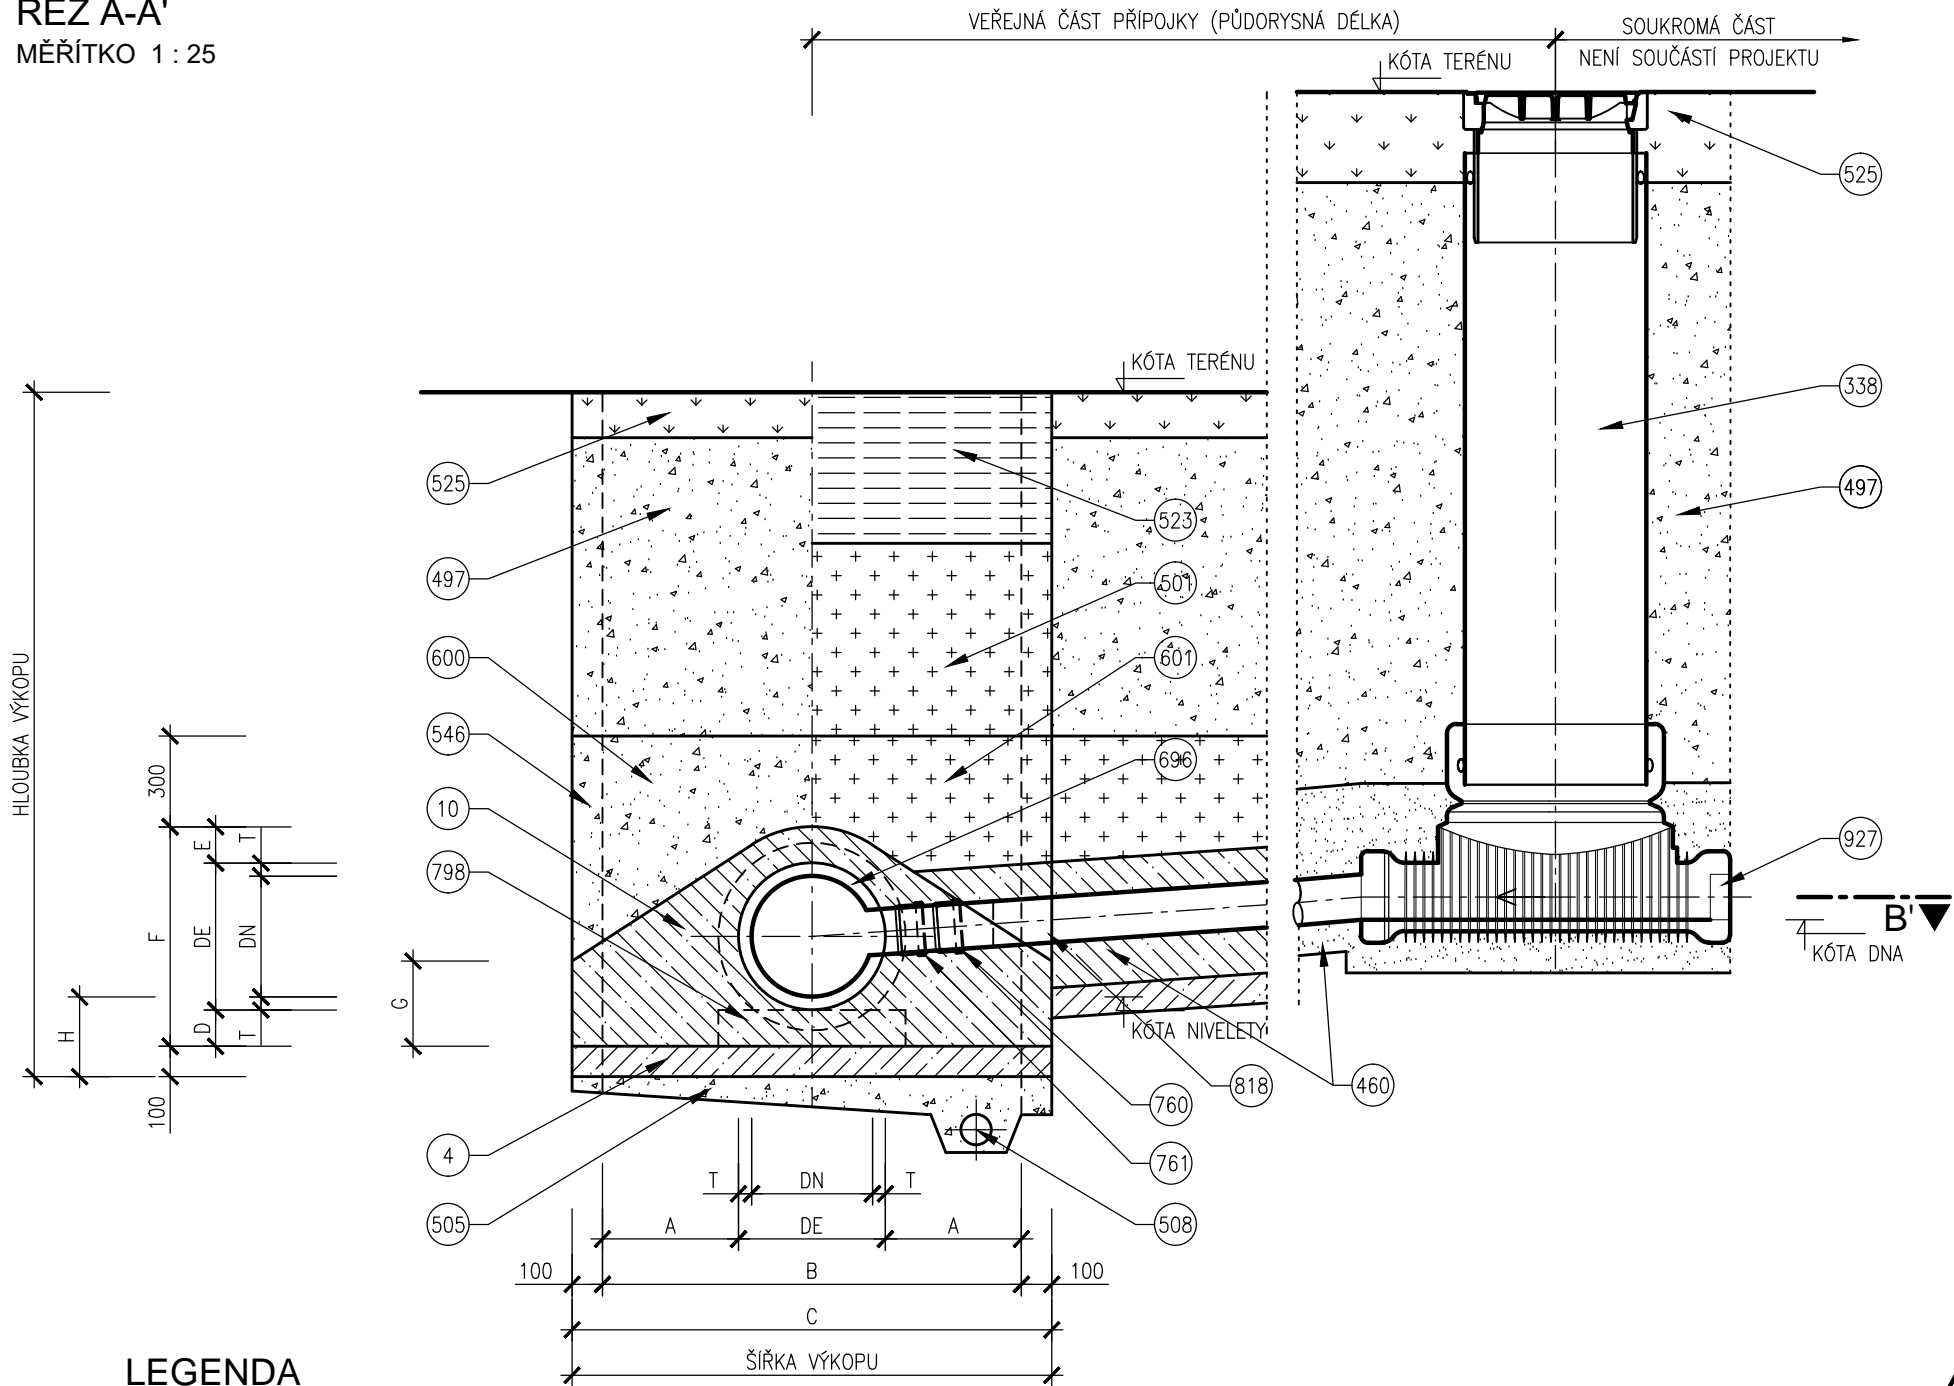 ŘEZ A-A'
MĚŘÍTKO 1 : 25
VEŘEJNÁ ČÁST PŘÍPOJKY (PŮDORYSNÁ DÉLKA)
SOUKROMÁ ČÁST
NENÍ SOUČÁSTÍ PROJEKTU
KÓTA TERÉNU
525
338
497
927
B'
KÓTA DNA
KÓTA TERÉNU
525
523
497
501
600
601
546
696
10
798
HLOUBKA VÝKOPU
300
E
T
F
DE
DN
H
D
T
G
100
KÓTA NIVELETY
818
460
760
761
4
505
508
T
DN
T
A
DE
A
100
B
100
C
ŠÍŘKA VÝKOPU
LEGENDA